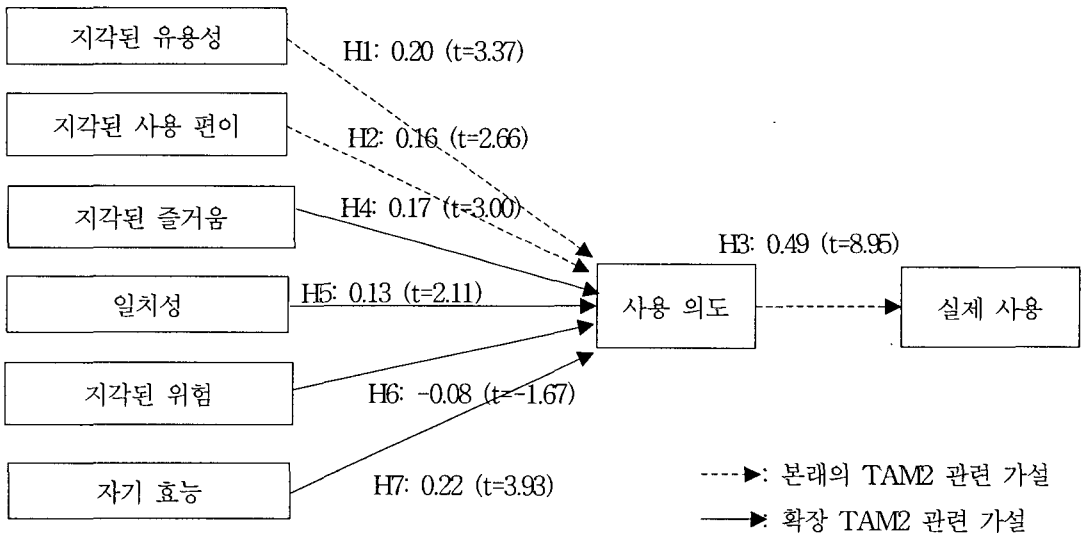 지각된 유용성
H1: 0.20 (t=3.37)
지각된 사용 편이
H2: 0.16 (t=2.66)
지각된 즐거움
H4: 0.17 (t=3.00)
H3: 0.49 (t=8.95)
일치성
H5: 0.13 (t=2.11)
사용 의도
실제 사용
지각된 위험
H6: -0.08 (t=-1.67)
자기 효능
H7: 0.22 (t=3.93)
: 본래의 TAM2 관련 가설
: 확장 TAM2 관련 가설